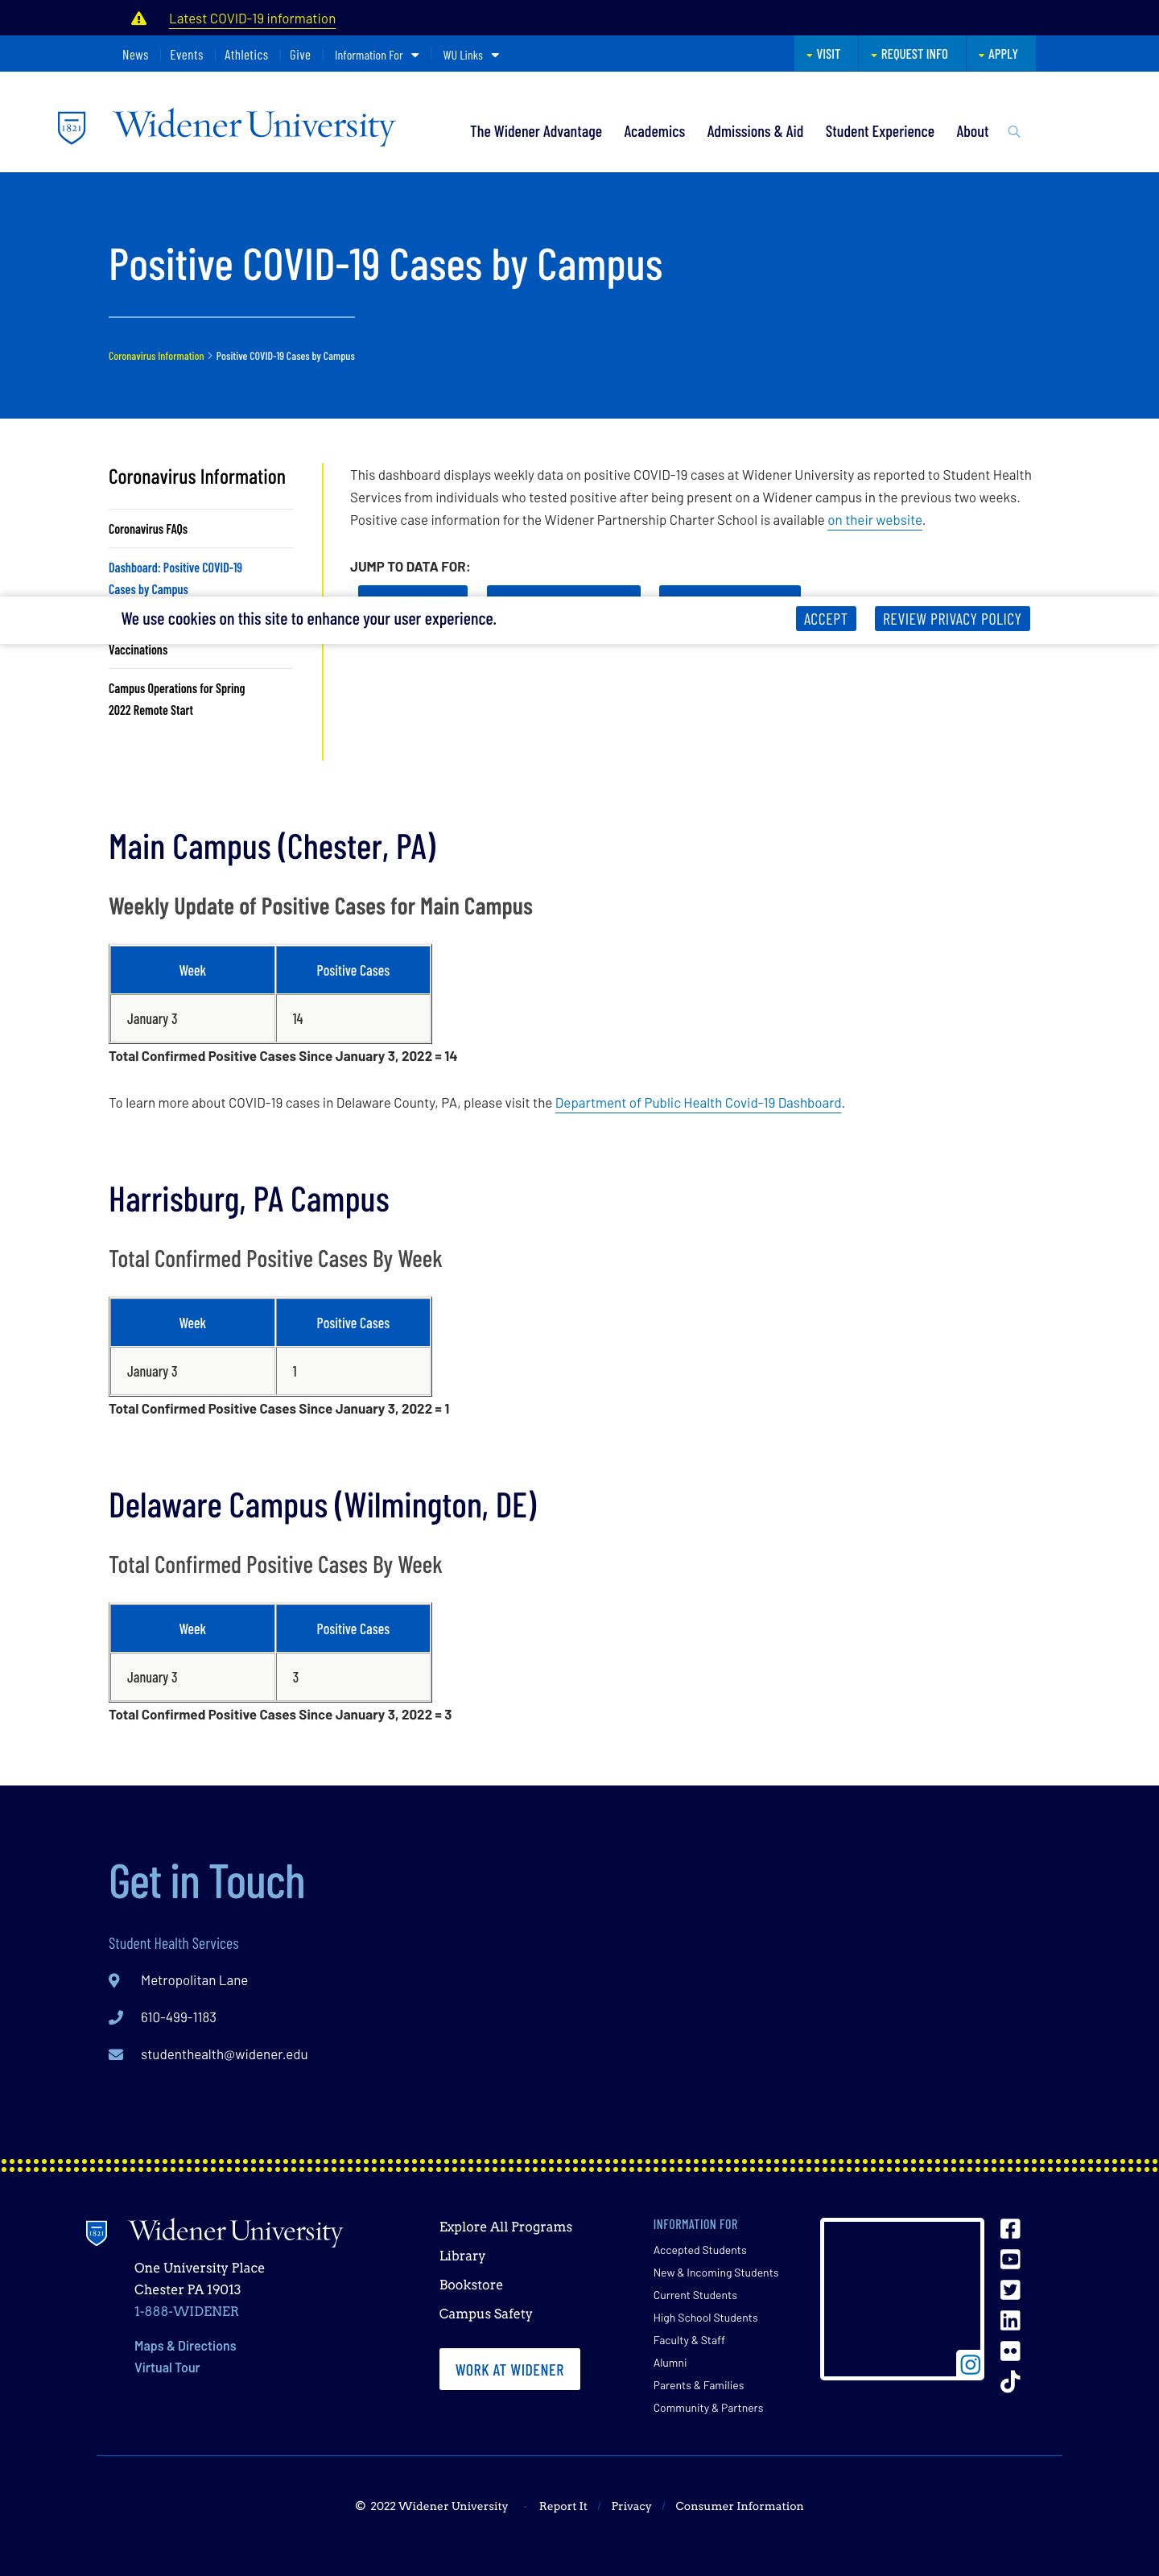 Latest COVID-19 information
News Events Athletics Give Information For WU Links VISIT REQUEST INFO APPLY
1821 Widener University The Widener Advantage Academics Admissions & Aid Student Experience About
Positive COVID-19 Cases by Campus
Coronavirus Information > Positive COVID-19 Cases by Campus
Coronavirus Information
Coronavirus FAQs
Dashboard: Positive COVID-19
Cases by Campus
Vaccinations
Campus Operations for Spring
2022 Remote Start
This dashboard displays weekly data on positive COVID-19 cases at Widener University as reported to Student Health
Services from individuals who tested positive after being present on a Widener campus in the previous two weeks.
Positive case information for the Widener Partnership Charter School is available on their website.
JUMP TO DATA FOR:
We use cookies on this site to enhance your user experience. ACCEPT REVIEW PRIVACY POLICY
Main Campus (Chester, PA)
Weekly Update of Positive Cases for Main Campus
Week Positive Cases
January 3 14
Total Confirmed Positive Cases Since January 3, 2022 = 14
To learn more about COVID-19 cases in Delaware County, PA, please visit the Department of Public Health Covid-19 Dashboard.
Harrisburg, PA Campus
Total Confirmed Positive Cases By Week
Week Positive Cases
January 3 1
Total Confirmed Positive Cases Since January 3, 2022 = 1
Delaware Campus (Wilmington, DE)
Total Confirmed Positive Cases By Week
Week Positive Cases
January 3 3
Total Confirmed Positive Cases Since January 3, 2022 = 3
Get in Touch
Student Health Services
Metropolitan Lane
610-499-1183
studenthealth@widener.edu
1821 Widener University
One University Place
Chester PA 19013
1-888-WIDENER
Maps & Directions
Virtual Tour
Explore All Programs
Library
Bookstore
Campus Safety
WORK AT WIDENER
INFORMATION FOR
Accepted Students
New & Incoming Students
Current Students
High School Students
Faculty & Staff
Alumni
Parents & Families
Community & Partners
© 2022 Widener University - Report It / Privacy / Consumer Information